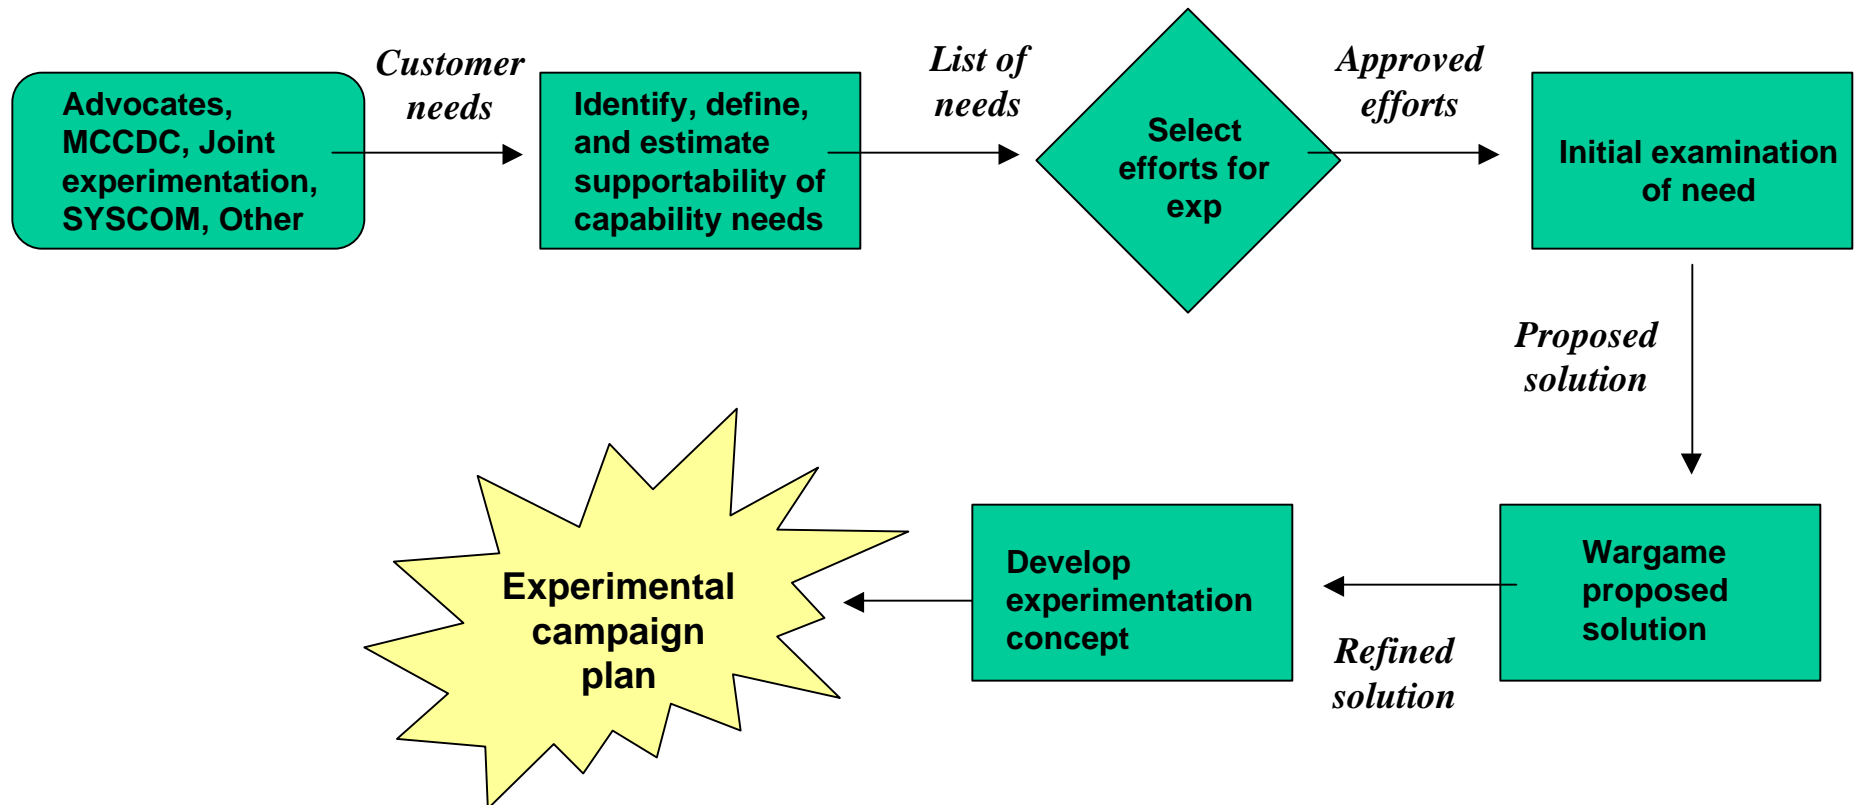 Advocates,
MCCDC, Joint
experimentation,
SYSCOM, Other
Customer
needs
Identify, define,
and estimate
supportability of
capability needs
List of
needs
Select
efforts for
exp
Approved
efforts
Initial examination
of need
Proposed
solution
Wargame
proposed
solution
Refined
solution
Develop
experimentation
concept
Experimental
campaign
plan